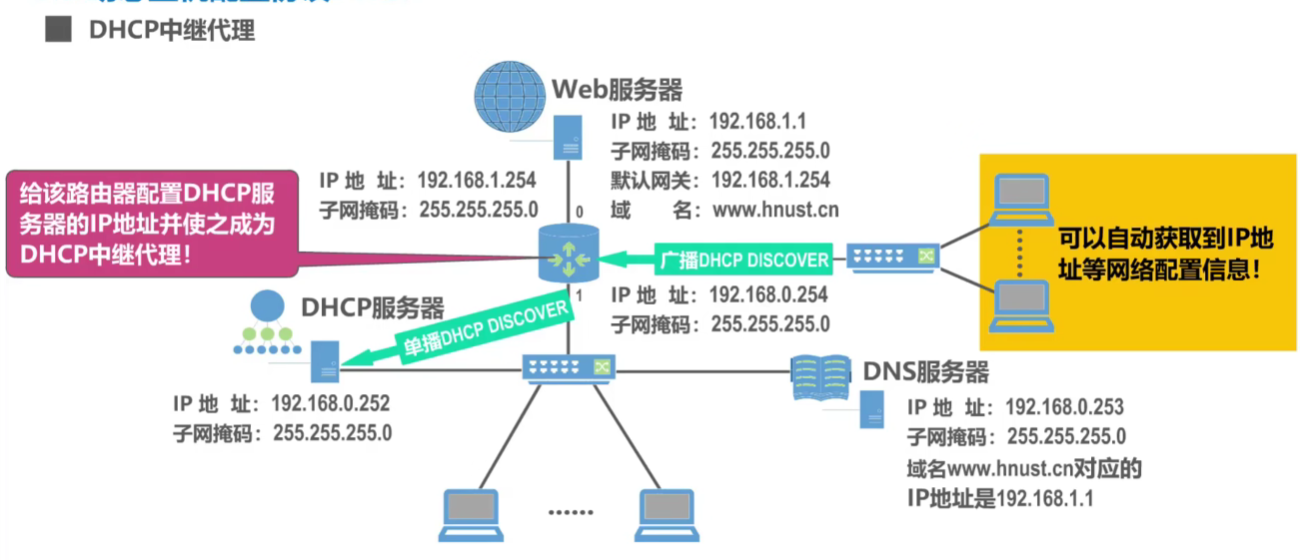 DHCP中继代理
Web服务器
IP 地 址：192.168.1.1
子网掩码：255.255.255.0
默认网关：192.168.1.254
域 名：www.hnust.cn
IP 地 址：192.168.1.254
子网掩码：255.255.255.0
0
给该路由器配置DHCP服
务器的IP地址并使之成为
DHCP中继代理！
广播DHCP DISCOVER
可以自动获取到IP地
址等网络配置信息！
1
IP 地 址：192.168.0.254
子网掩码：255.255.255.0
DHCP服务器
单播DHCP DISCOVER
IP 地 址：192.168.0.252
子网掩码：255.255.255.0
DNS服务器
IP 地 址：192.168.0.253
子网掩码：255.255.255.0
域名www.hnust.cn对应的
IP地址是192.168.1.1
......